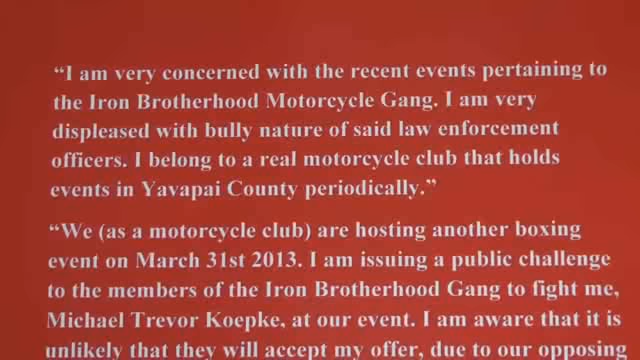 “I am very concerned with the recent events pertaining to
the Iron Brotherhood Motorcycle Gang. I am very
displeased with bully nature of said law enforcement
officers. I belong to a real motorcycle club that holds
events in Yavapai County periodically.”
“We (as a motorcycle club) are hosting another boxing
event on March 31st 2013. I am issuing a public challenge
to the members of the Iron Brotherhood Gang to fight me,
Michael Trevor Koepke, at our event. I am aware that it is
unlikely that they will accept my offer, due to our opposing